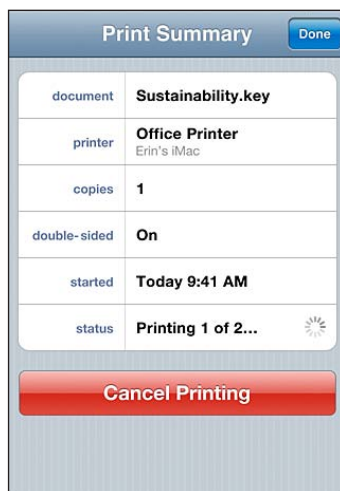 Print Summary
Done
document Sustainability.key
printer Office Printer
Erin's iMac
copies 1
double-sided On
started Today 9:41 AM
status Printing 1 of 2...
Cancel Printing